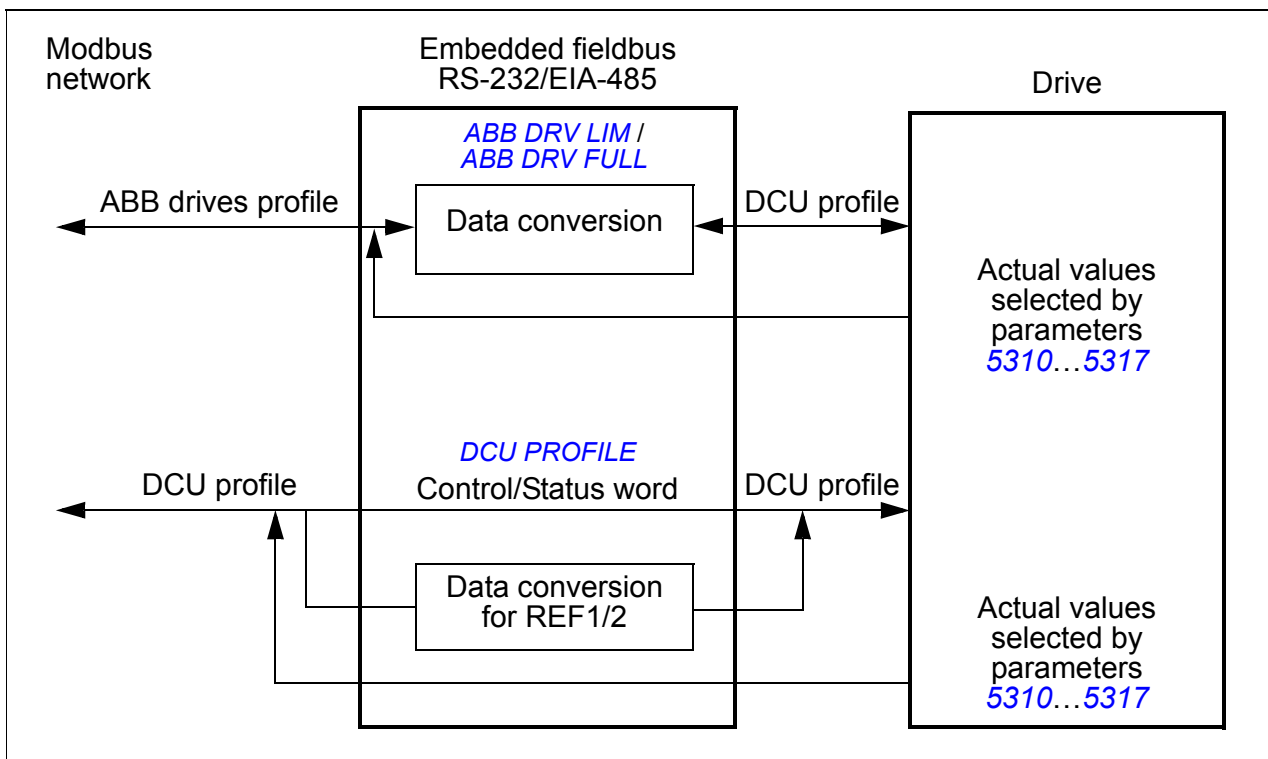 Modbus
network
Embedded fieldbus
RS-232/EIA-485
Drive
ABB DRV LIM /
ABB DRV FULL
ABB drives profile
Data conversion
DCU profile
Actual values
selected by
parameters
5310…5317
DCU PROFILE
DCU profile
Control/Status word
DCU profile
Data conversion
for REF1/2
Actual values
selected by
parameters
5310…5317